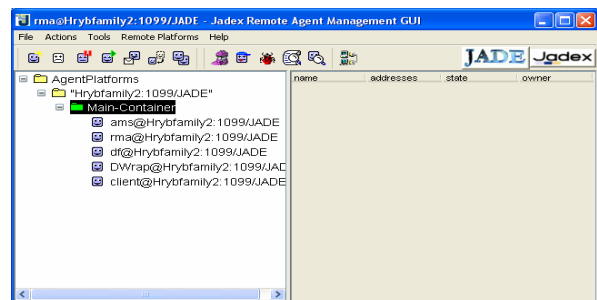 rma@Hrybfamily2:1099/JADE - Jadex Remote Agent Management GUI
File Actions Tools Remote Platforms Help
JADE Jadex
AgentPlatforms
"Hrybfamily2:1099/JADE"
Main-Container
ams@Hrybfamily2:1099/JADE
rma@Hrybfamily2:1099/JADE
df@Hrybfamily2:1099/JADE
DWrap@Hrybfamily2:1099/JAD
client@Hrybfamily2:1099/JADE
name addresses state owner